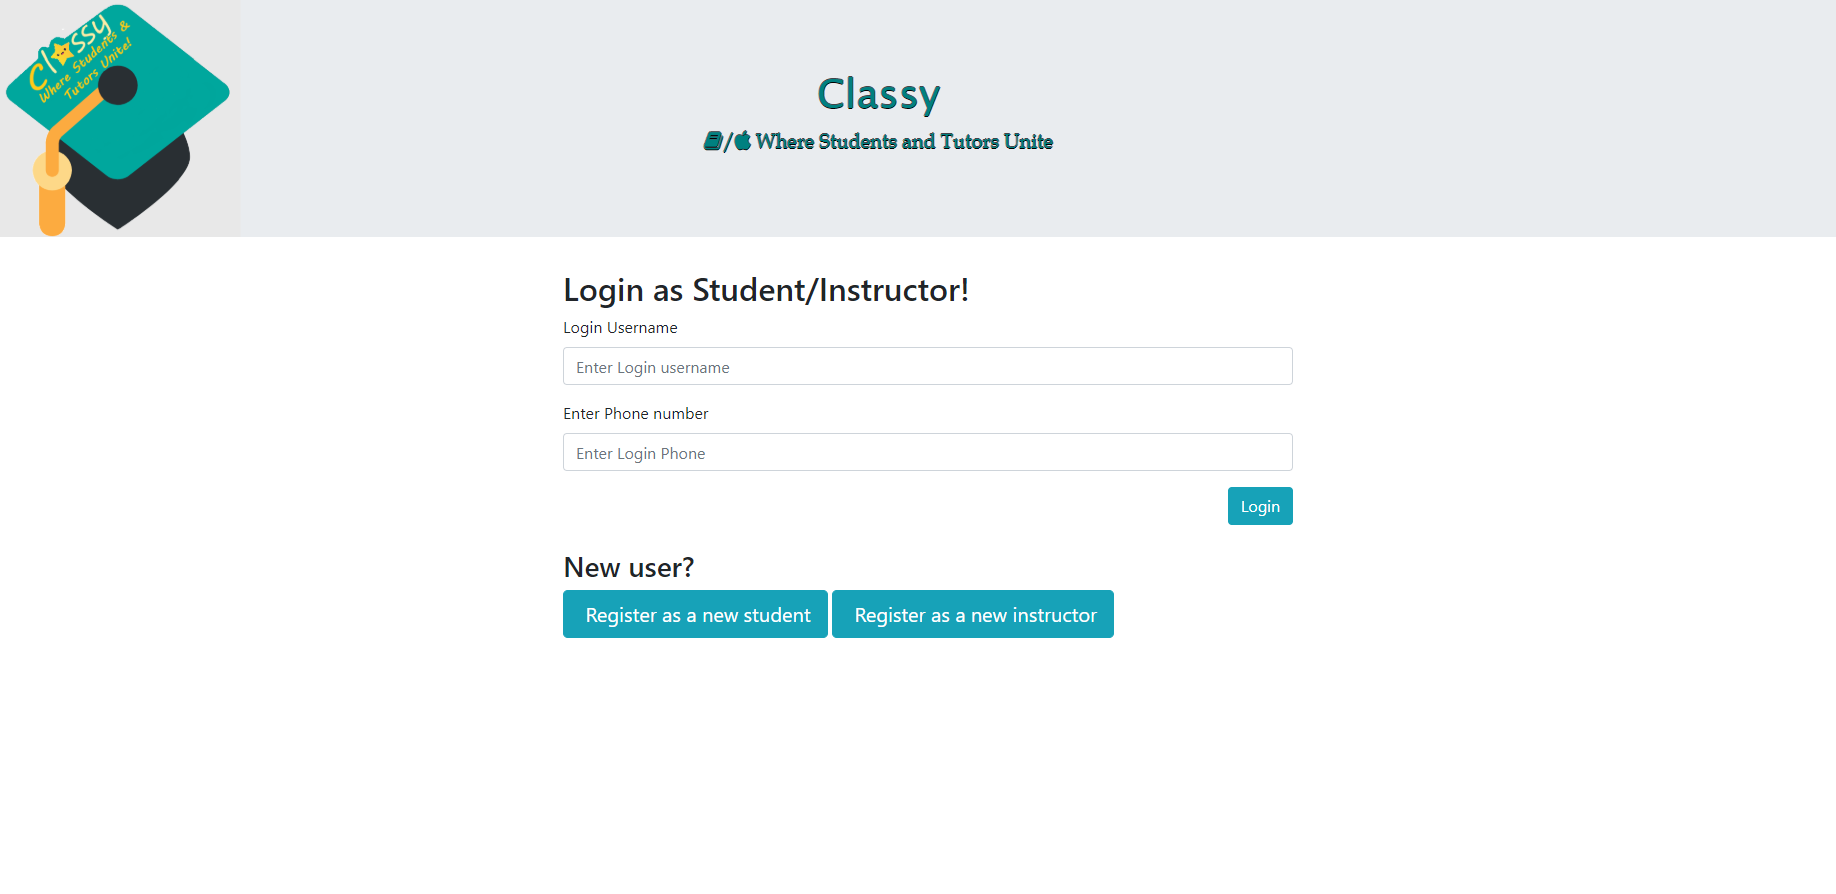 Classy
Where Students &
Tutors Unite!
Classy
/ Where Students and Tutors Unite
Login as Student/Instructor!
Login Username
Enter Login username
Enter Phone number
Enter Login Phone
Login
New user?
Register as a new student
Register as a new instructor